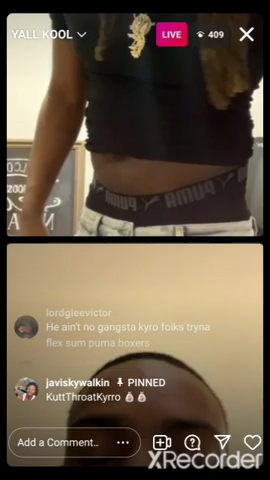 YALL KOOL
LIVE
409
PUMA
PUMA
lordgleevictor
He ain't no gangsta kyro folks tryna
flex sum puma boxers
javiskywalkin PINNED
KuttThroatKyrro 💰💰
Add a Comment...
XRecorder